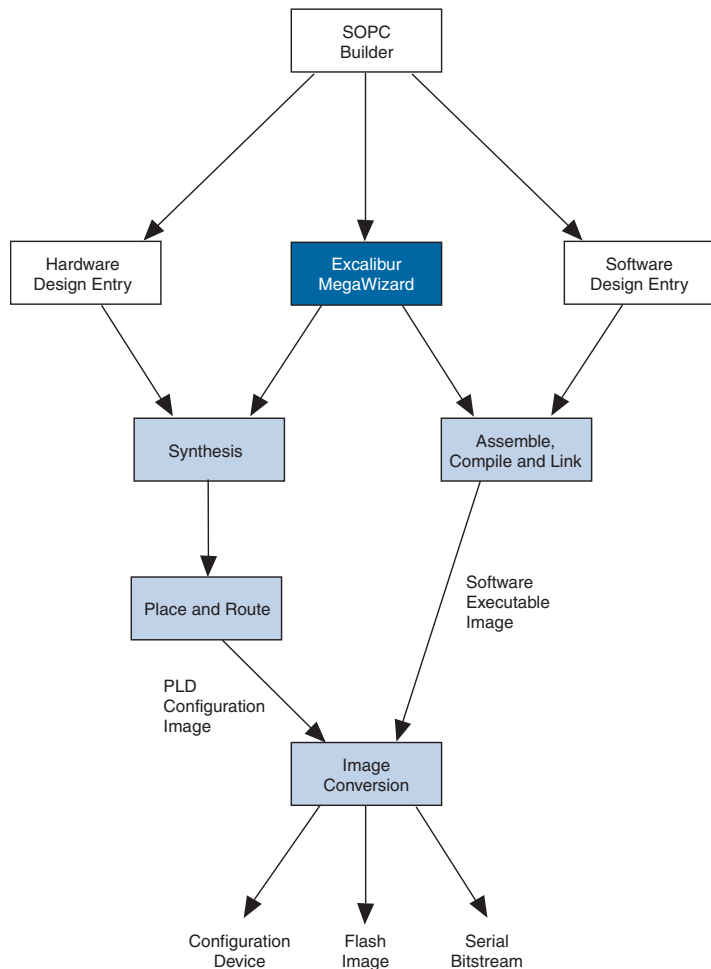 SOPC
Builder
Hardware
Design Entry
Excalibur
MegaWizard
Software
Design Entry
Synthesis
Assemble,
Compile and Link
Place and Route
Software
Executable
Image
PLD
Configuration
Image
Image
Conversion
Configuration
Device
Flash
Image
Serial
Bitstream